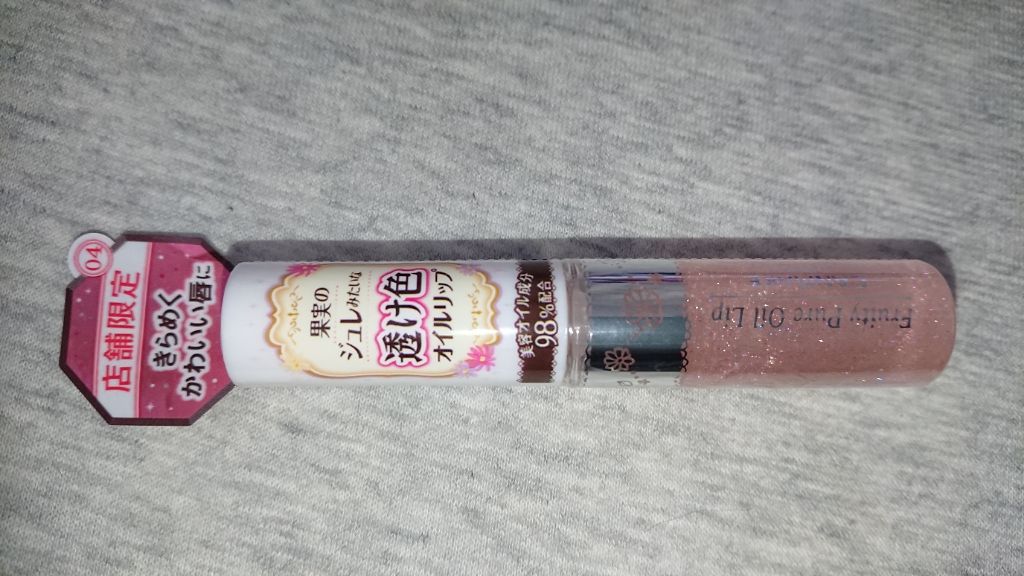 04
店舗限定
きらめく
かわいい唇に
果実の
ジュレみたいな
透け色
オイルリップ
美容オイル成分
98%配合
Fruity Pure Oil Lip